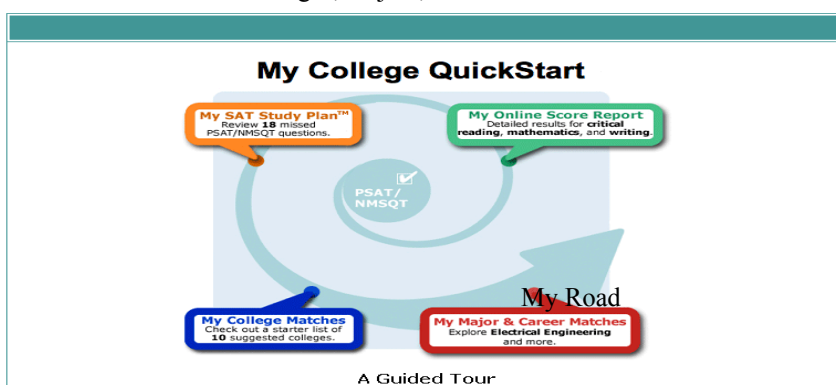 My College QuickStart
My SAT Study Plan™
Review 18 missed
PSAT/NMSQT questions.
My Online Score Report
Detailed results for critical
reading, mathematics, and writing.
PSAT/
NMSQT
My Road
My College Matches
Check out a starter list of
10 suggested colleges.
My Major & Career Matches
Explore Electrical Engineering
and more.
A Guided Tour